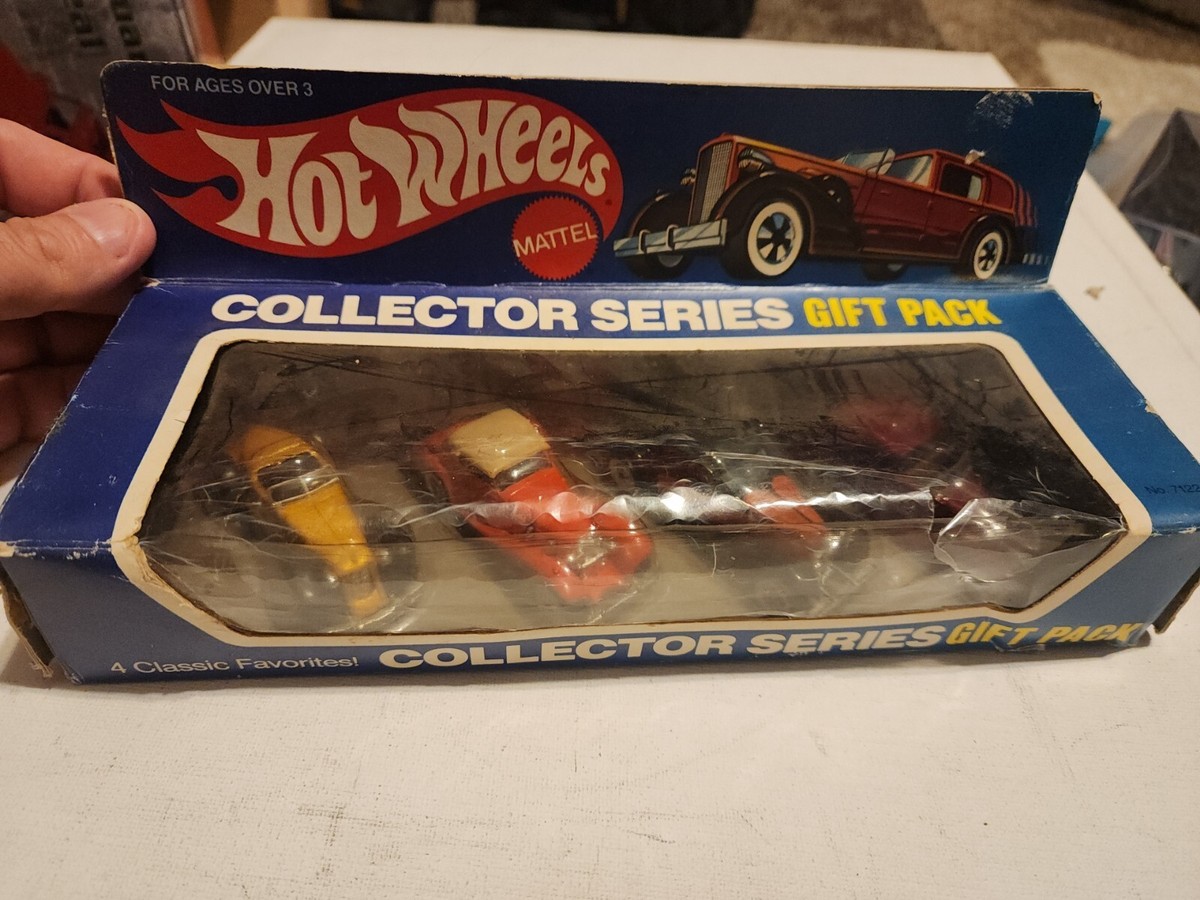 FOR AGES OVER 3
HOT WHEELS
MATTEL
COLLECTOR SERIES GIFT PACK
4 Classic Favorites! COLLECTOR SERIES GIFT PACK